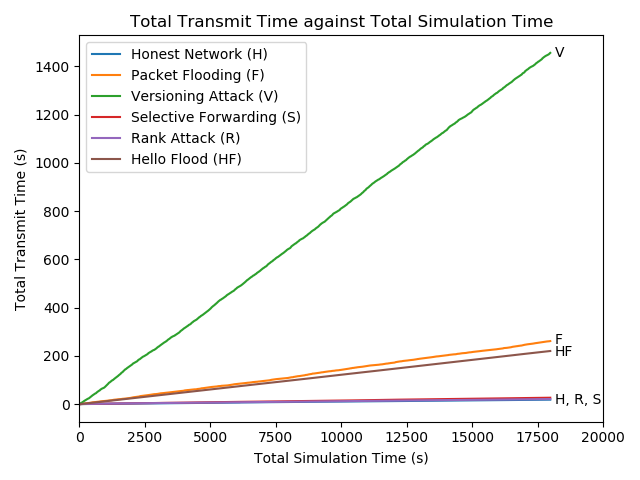 Total Transmit Time against Total Simulation Time
Total Transmit Time (s)
1400
1200
1000
800
600
400
200
0
Honest Network (H)
Packet Flooding (F)
Versioning Attack (V)
Selective Forwarding (S)
Rank Attack (R)
Hello Flood (HF)
V
F
HF
H, R, S
0 2500 5000 7500 10000 12500 15000 17500 20000
Total Simulation Time (s)